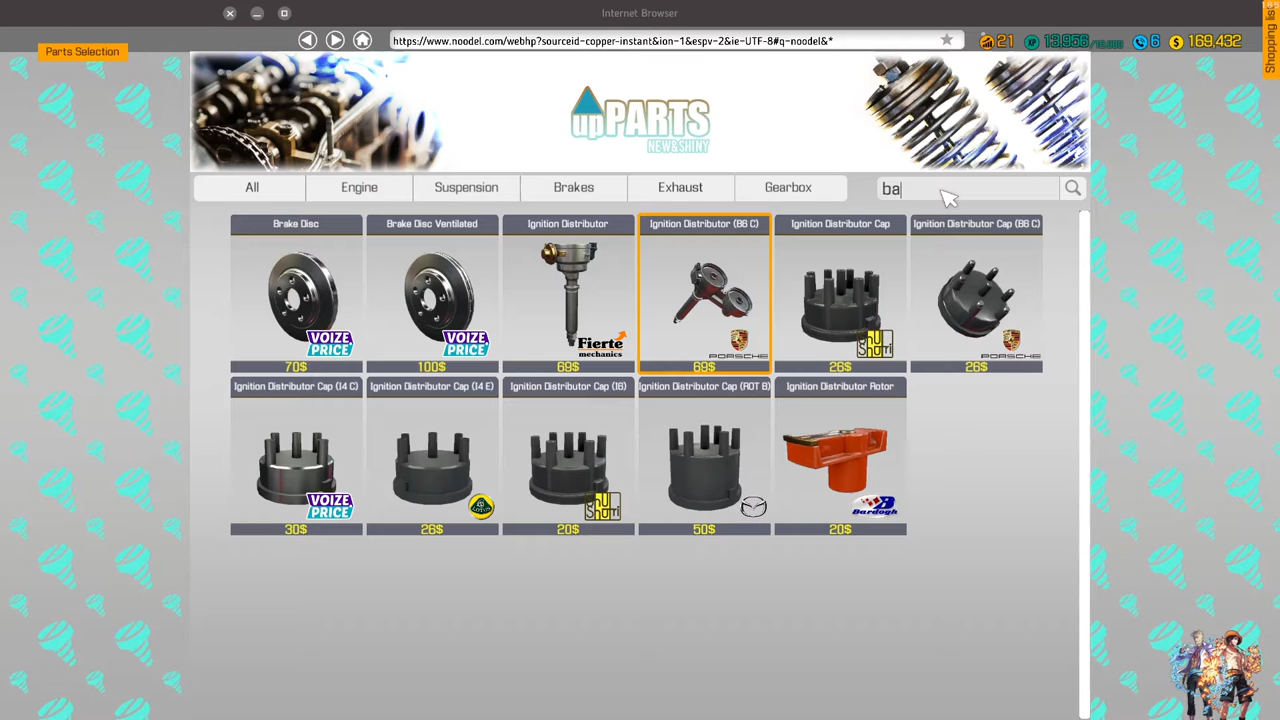 Internet Browser
Parts Selection
https://www.noodel.com/webhp?sourceid-copper-instant&ion-1&espv-2&ie-UTF-8#q-noodel&*
21
13,956/15,000
6
169,432
Shopping list
upPARTS
NEW&SHINY
All
Engine
Suspension
Brakes
Exhaust
Gearbox
ba
Brake Disc
Brake Disc Ventilated
Ignition Distributor
Ignition Distributor (B6 C)
Ignition Distributor Cap
Ignition Distributor Cap (B6 C)
VOIZE PRICE
VOIZE PRICE
Fierte mechanics
PORSCHE
PORSCHE
70$
100$
69$
69$
26$
26$
Ignition Distributor Cap (I4 C)
Ignition Distributor Cap (I4 E)
Ignition Distributor Cap (I6)
Ignition Distributor Cap (ROT B)
Ignition Distributor Rotor
VOIZE PRICE
LOTUS
Bardogh
30$
26$
20$
50$
20$